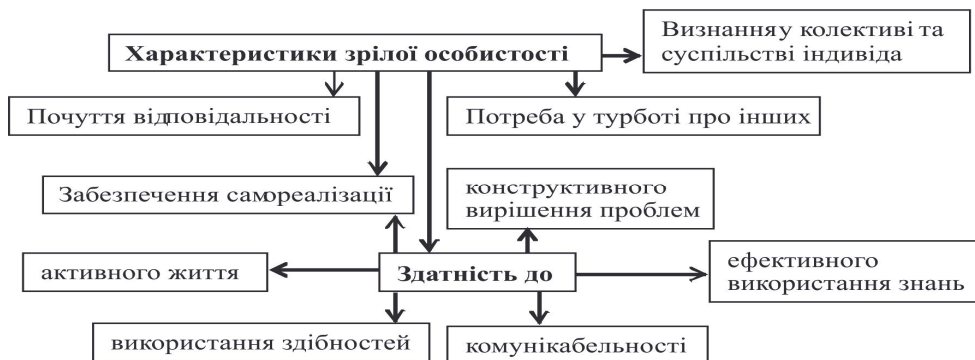 Визнання у колективі та
суспільстві індивіда
Характеристики зрілої особистості
Почуття відповідальності
Потреба у турботі про інших
Забезпечення самореалізації
конструктивного
вирішення проблем
активного життя
Здатність до
ефективного
використання знань
використання здібностей
комунікабельності